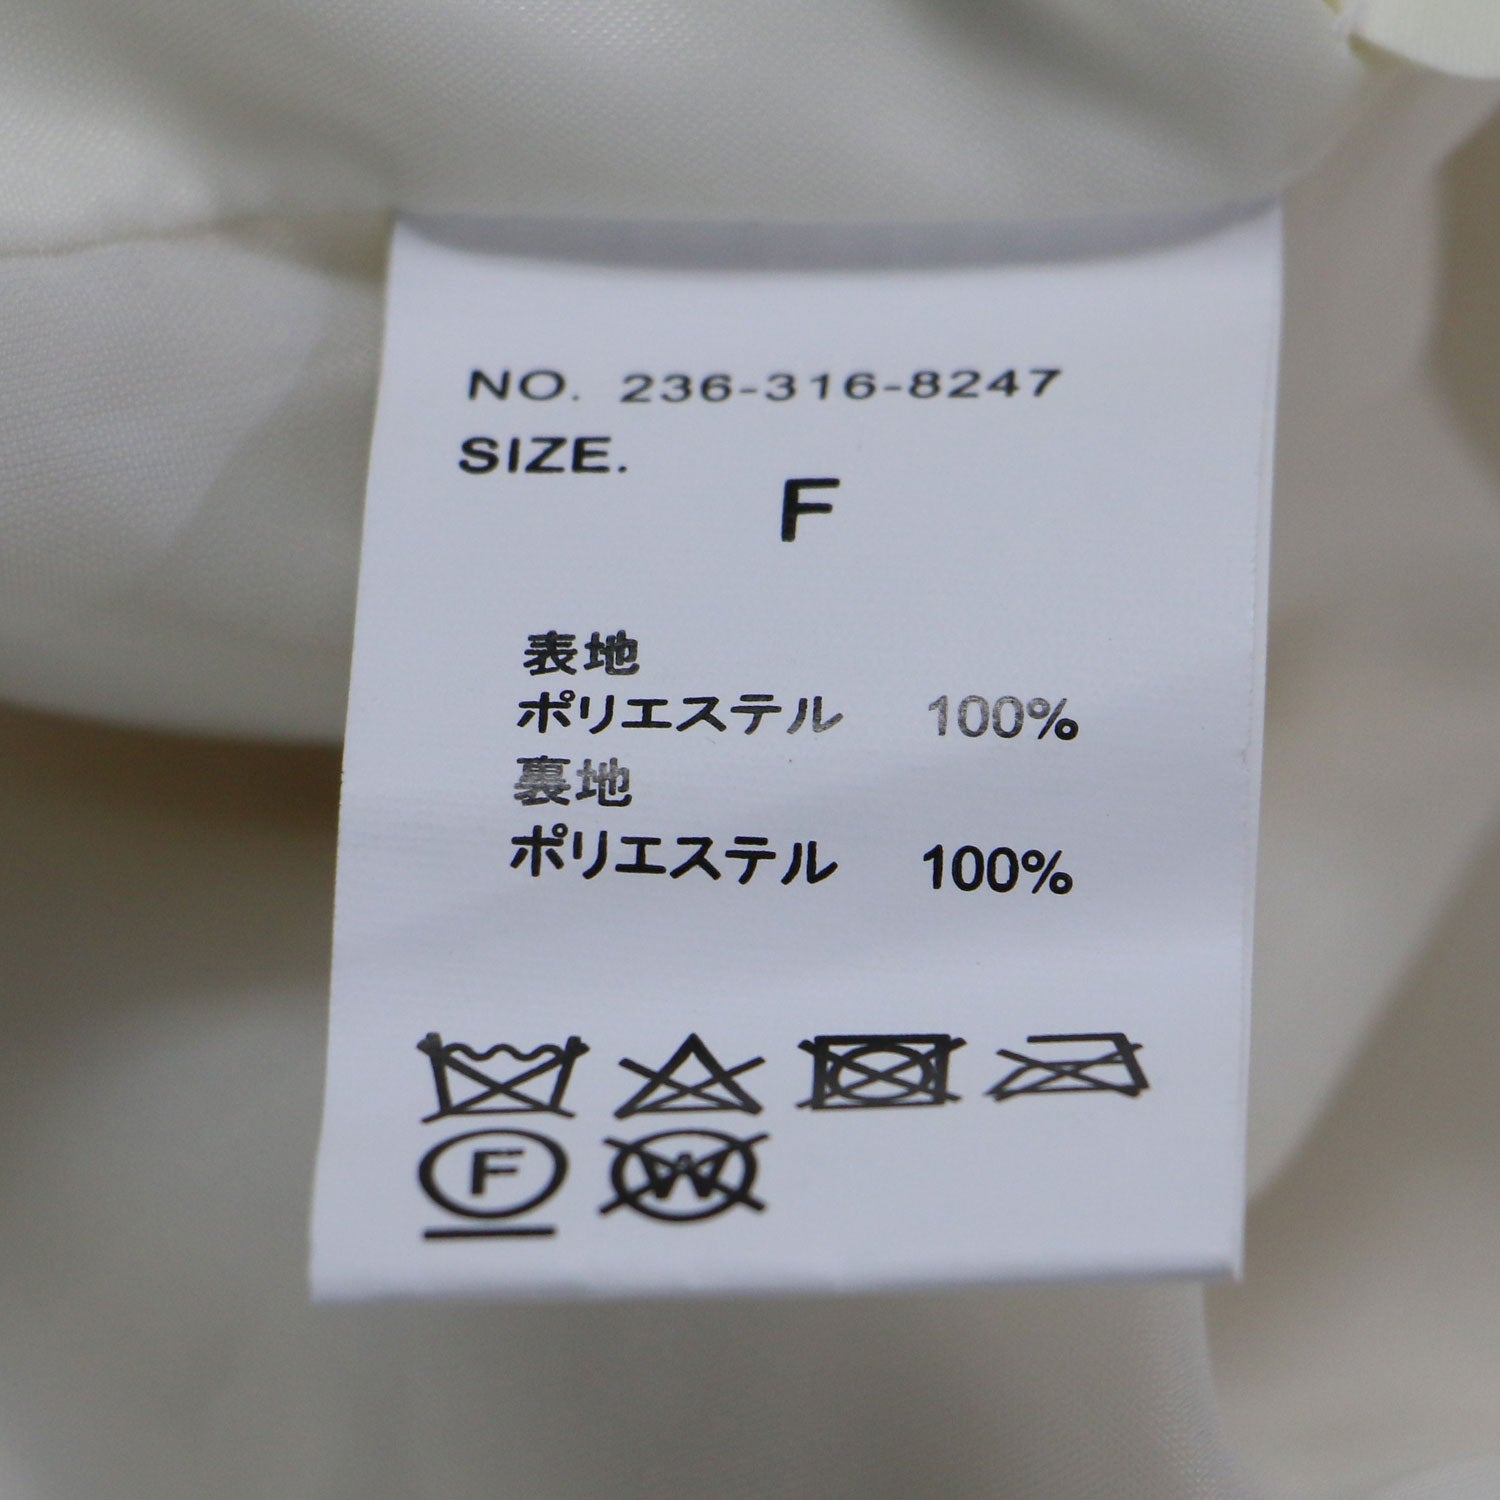 NO. 236-316-8247
SIZE.
F
表地
ポリエステル 100%
裏地
ポリエステル 100%
F W